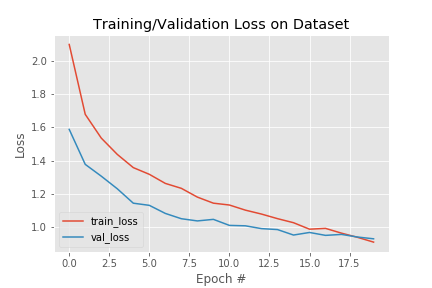 Training/Validation Loss on Dataset
Loss
2.0
1.8
1.6
1.4
1.2
1.0
train_loss
val_loss
0.0 2.5 5.0 7.5 10.0 12.5 15.0 17.5
Epoch #